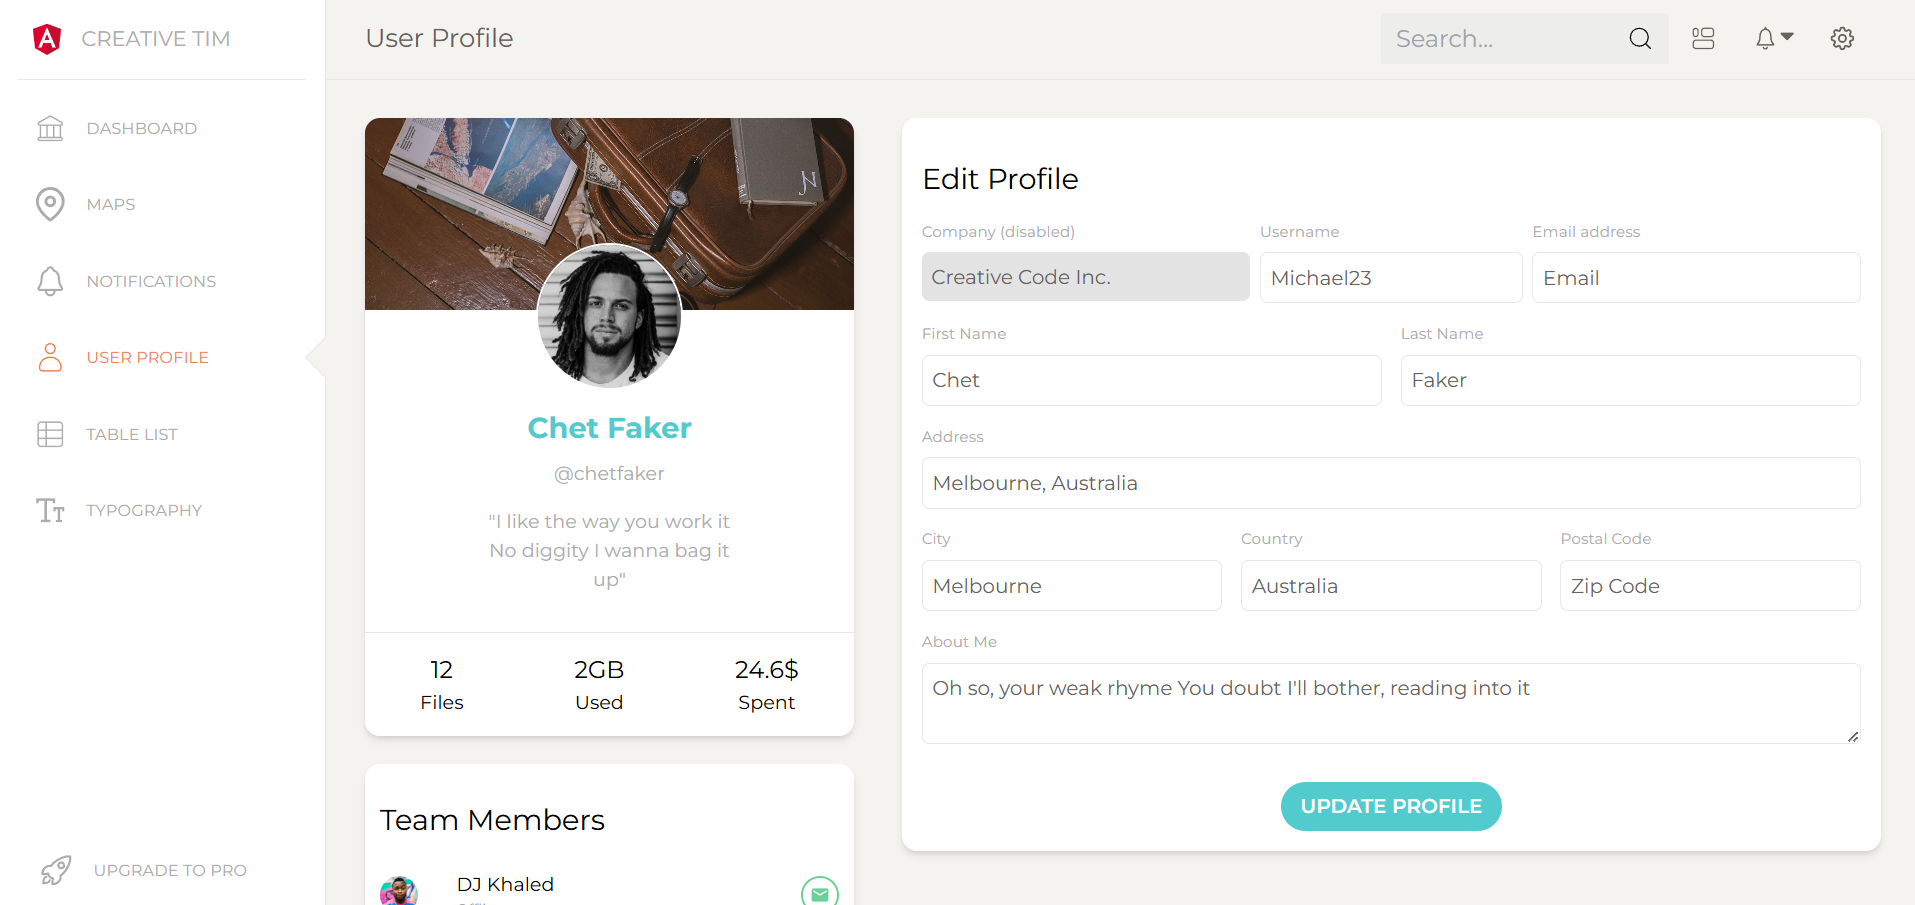 CREATIVE TIM
DASHBOARD
MAPS
NOTIFICATIONS
USER PROFILE
TABLE LIST
TYPOGRAPHY
UPGRADE TO PRO
User Profile
Search...
Chet Faker
@chetfaker
"I like the way you work it
No diggity I wanna bag it
up"
12
Files
2GB
Used
24.6$
Spent
Team Members
DJ Khaled
Edit Profile
Company (disabled)
Creative Code Inc.
Username
Michael23
Email address
Email
First Name
Chet
Last Name
Faker
Address
Melbourne, Australia
City
Melbourne
Country
Australia
Postal Code
Zip Code
About Me
Oh so, your weak rhyme You doubt I'll bother, reading into it
UPDATE PROFILE